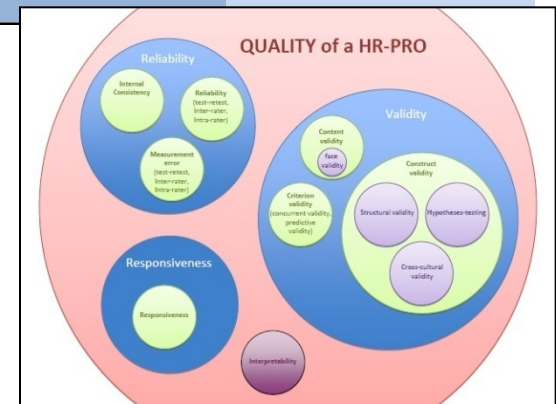 QUALITY of a HR-PRO
Reliability
Internal
Consistency
Reliability
(test-retest,
Inter-rater,
Intra-rater)
Measurement
error
(test-retest,
Inter-rater,
Intra-rater)
Validity
Content
validity
face
validity
Criterion
validity
(concurrent validity,
predictive
validity)
Construct
validity
Structural validity
Hypotheses-testing
Cross-cultural
validity
Responsiveness
Responsiveness
Interpretability